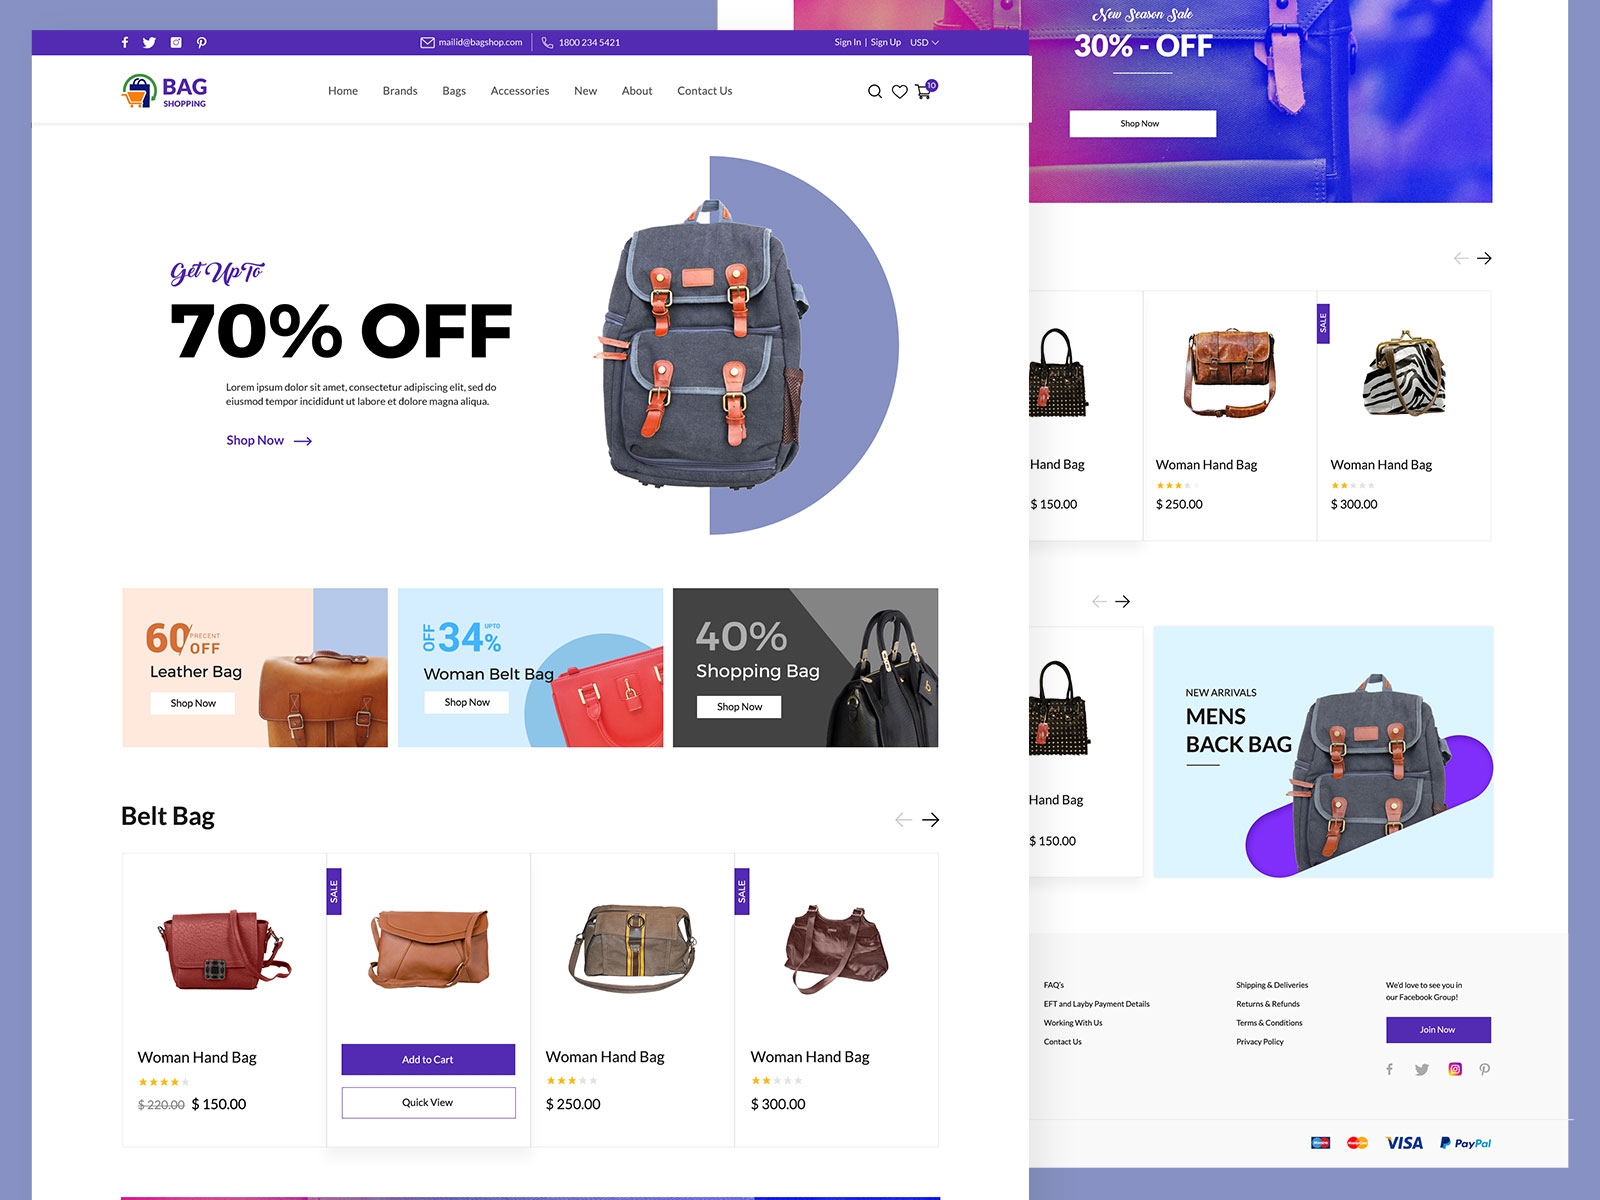 mailid@bagshop.com
1800 234 5421
Sign In | Sign Up USD
BAG
SHOPPING
Home Brands Bags Accessories New About Contact Us
10
Get UpTo
70% OFF
Lorem ipsum dolor sit amet, consectetur adipiscing elit, sed do
eiusmod tempor incididunt ut labore et dolore magna aliqua.
Shop Now
60 PRECENT
OFF
Leather Bag
Shop Now
OFF 34% UPTO
Woman Belt Bag
Shop Now
40%
Shopping Bag
Shop Now
Belt Bag
SALE
SALE
Woman Hand Bag
$ 220.00 $ 150.00
Add to Cart
Quick View
Woman Hand Bag
$ 250.00
Woman Hand Bag
$ 300.00
New Season Sale
30% - OFF
Shop Now
SALE
Hand Bag
$ 150.00
Woman Hand Bag
$ 250.00
Woman Hand Bag
$ 300.00
Hand Bag
$ 150.00
NEW ARRIVALS
MENS
BACK BAG
FAQ's
EFT and Layby Payment Details
Working With Us
Contact Us
Shipping & Deliveries
Returns & Refunds
Terms & Conditions
Privacy Policy
We'd love to see you in
our Facebook Group!
Join Now
VISA
PayPal